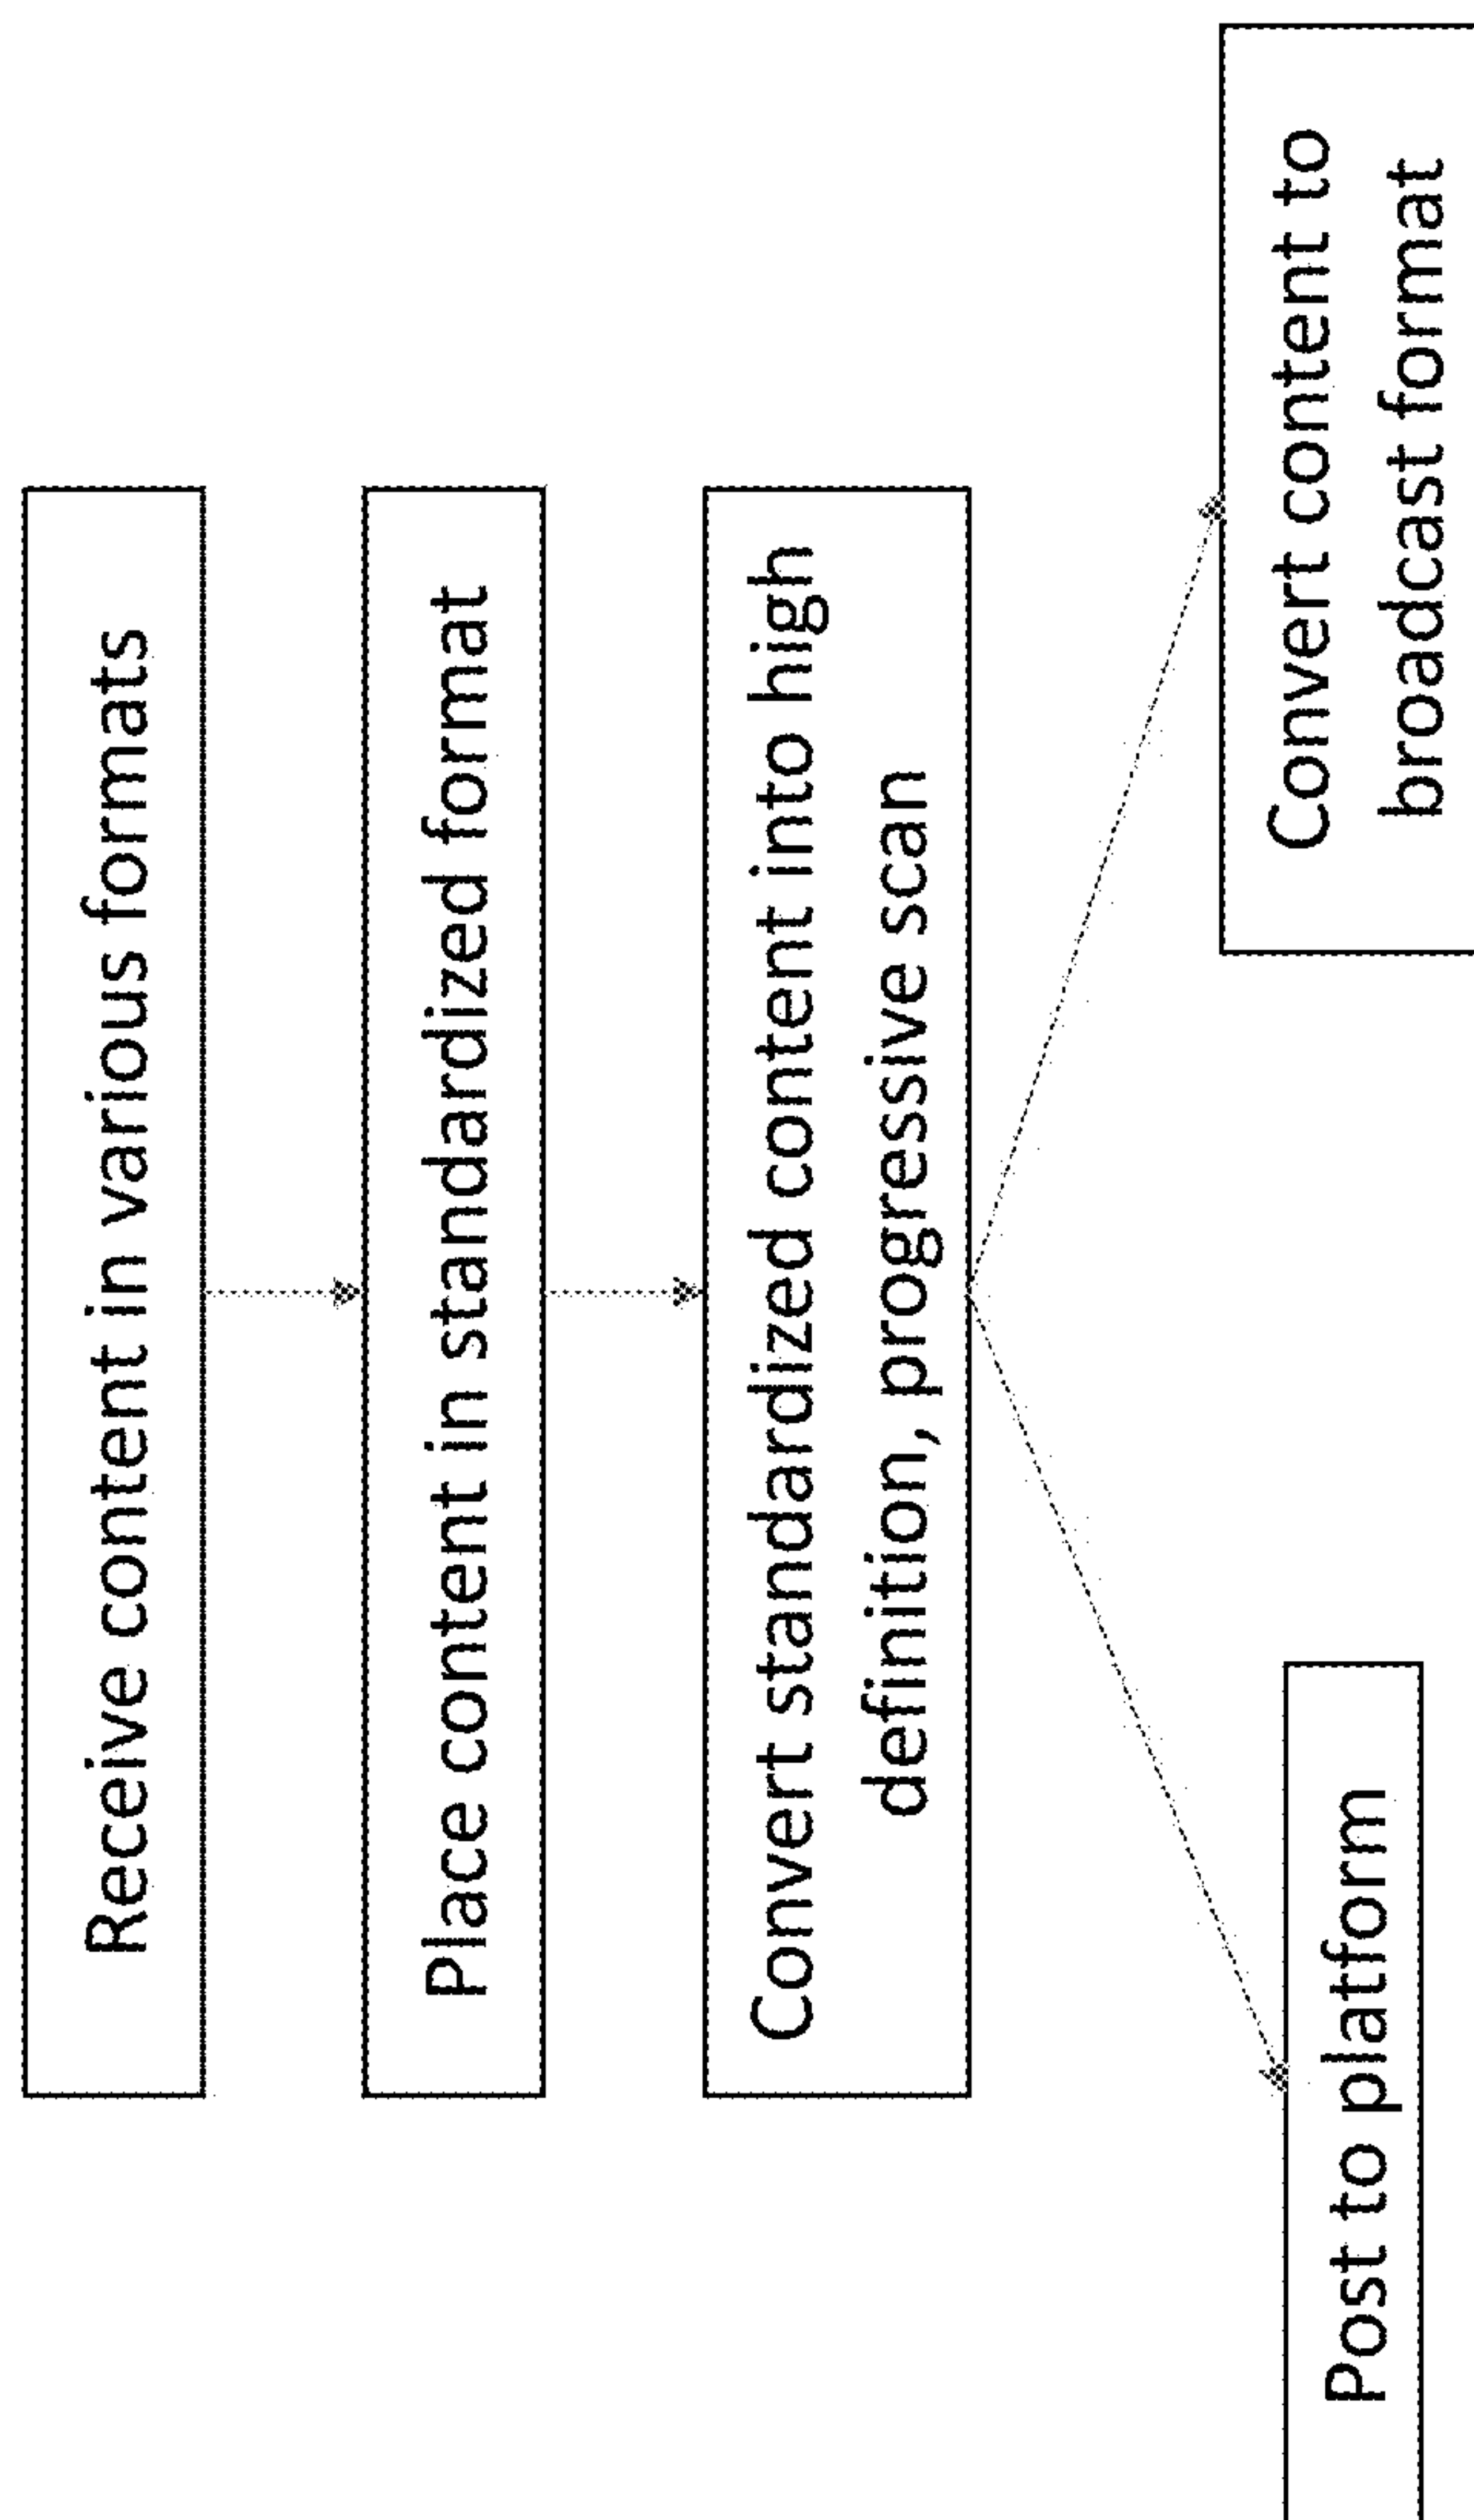 Receive content in various formats
Place content in standardized format
Convert standardized content into high
definition, progressive scan
Post to platform
Convert content to
broadcast format